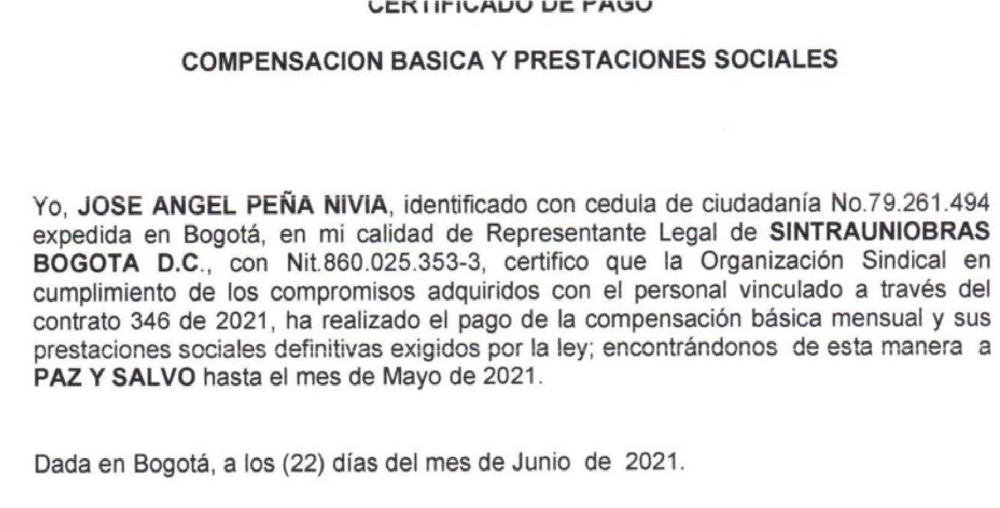 CERTIFICADO DE PAGO
COMPENSACION BASICA Y PRESTACIONES SOCIALES
Yo, JOSE ANGEL PEÑA NIVIA, identificado con cedula de ciudadanía No.79.261.494
expedida en Bogotá, en mi calidad de Representante Legal de SINTRAUNIOBRAS
BOGOTA D.C., con Nit.860.025.353-3, certifico que la Organización Sindical en
cumplimiento de los compromisos adquiridos con el personal vinculado a través del
contrato 346 de 2021, ha realizado el pago de la compensación básica mensual y sus
prestaciones sociales definitivas exigidos por la ley; encontrándonos de esta manera a
PAZ Y SALVO hasta el mes de Mayo de 2021.
Dada en Bogotá, a los (22) días del mes de Junio de 2021.